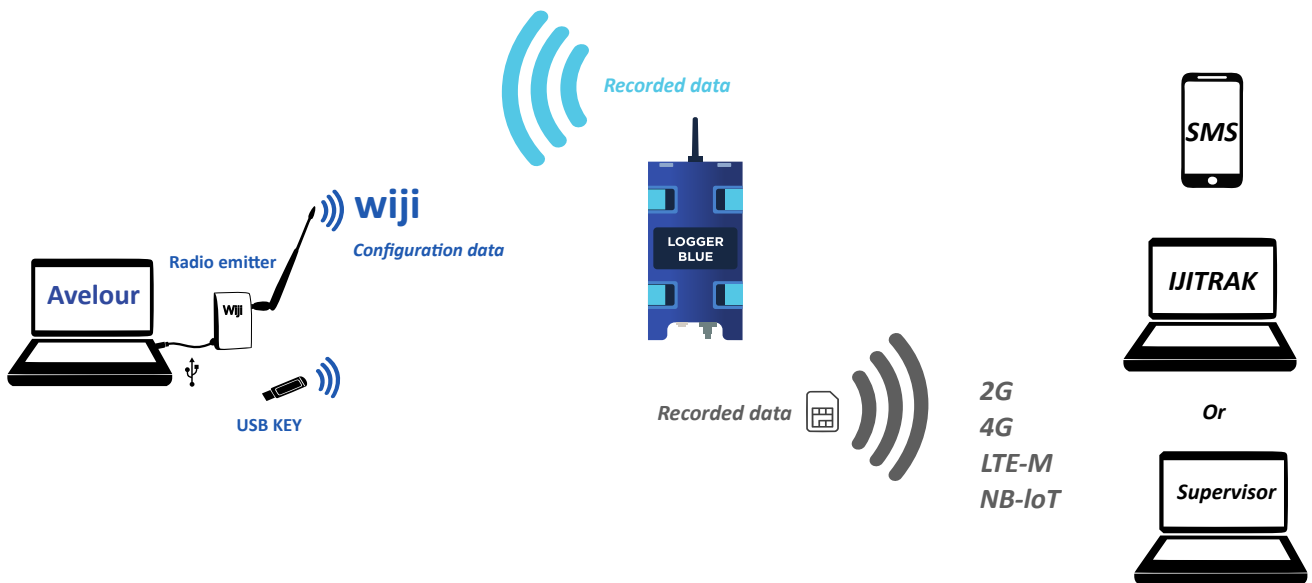 Recorded data
SMS
wiji
Configuration data
Radio emitter
LOGGER
BLUE
Avelour
WIJI
IJITRAK
USB KEY
Recorded data
2G
4G
LTE-M
NB-IoT
Or
Supervisor